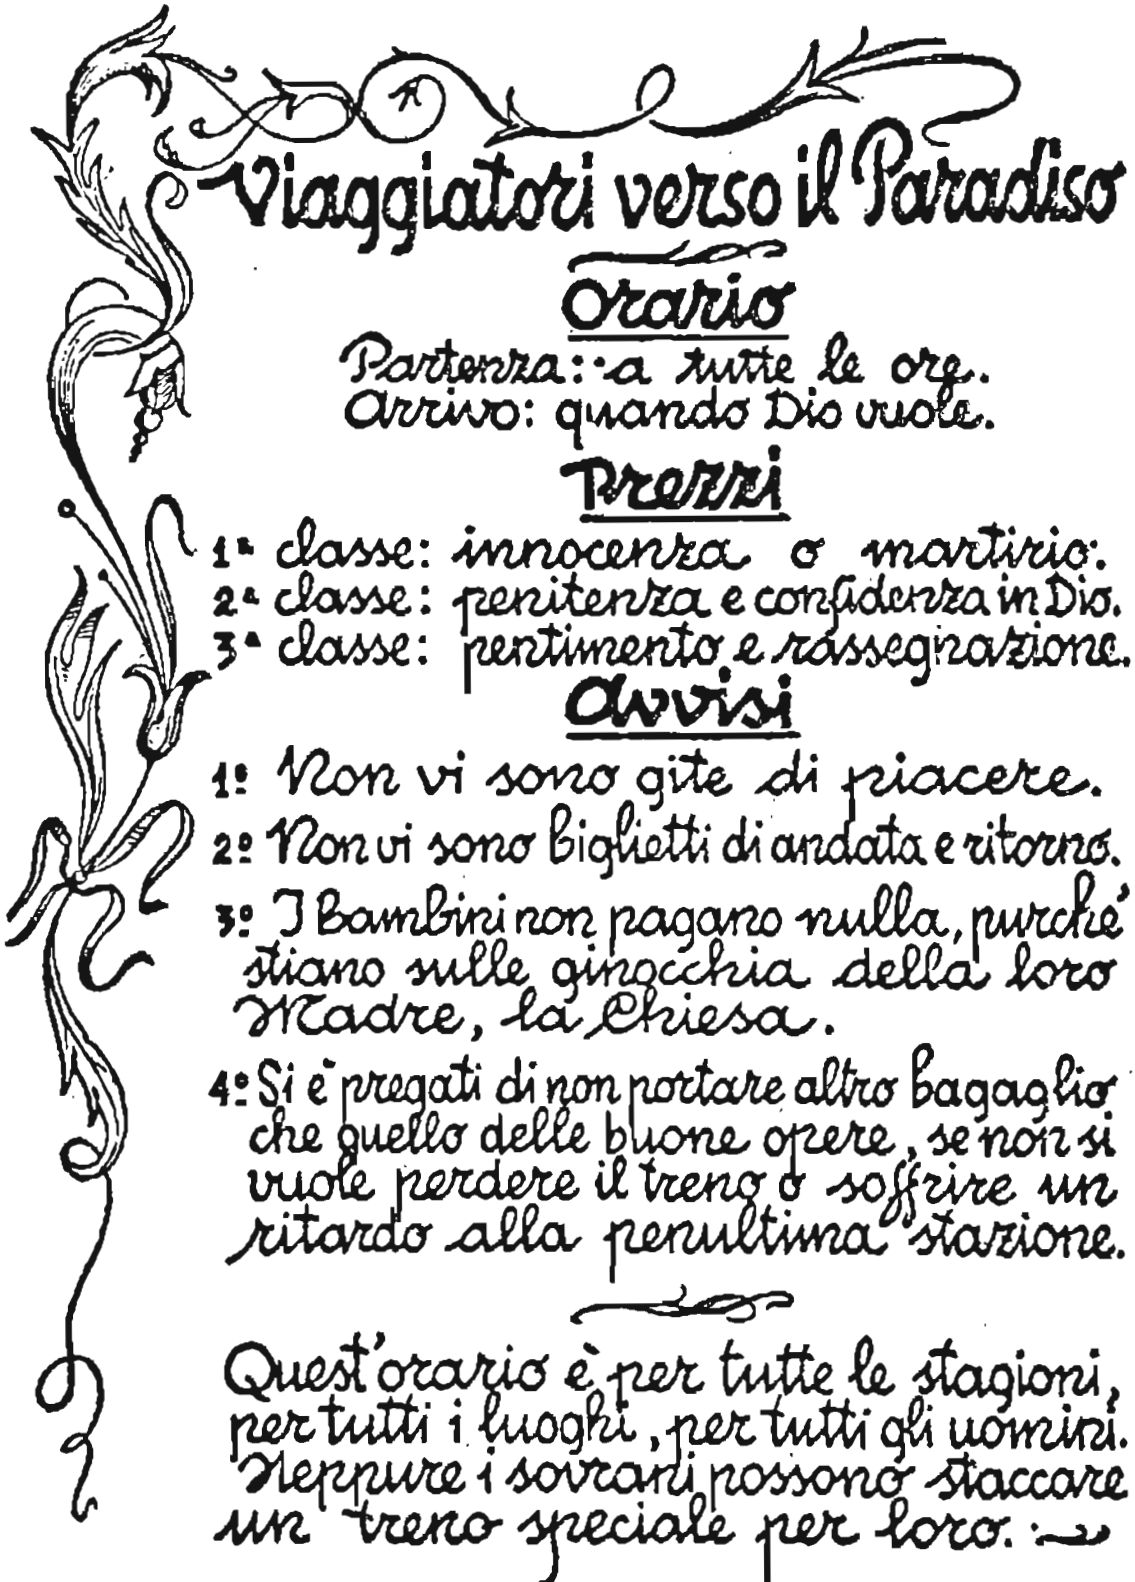 Viaggiatori verso il Paradiso
Orario
Partenza: a tutte le ore.
Arrivo: quando Dio vuole.
Prezzi
1ª classe: innocenza o martirio.
2ª classe: penitenza e confidenza in Dio.
3ª classe: pentimento e rassegnazione.
Avvisi
1º Non vi sono gite di piacere.
2º Non vi sono biglietti di andata e ritorno.
3º I Bambini non pagano nulla, purché
stiano sulle ginocchia della loro
Madre, la Chiesa.
4º Si è pregati di non portare altro bagaglio
che quello delle buone opere, se non si
vuole perdere il treno o soffrire un
ritardo alla penultima stazione.
Quest'orario è per tutte le stagioni,
per tutti i luoghi, per tutti gli uomini.
Neppure i sovrani possono staccare
un treno speciale per loro.